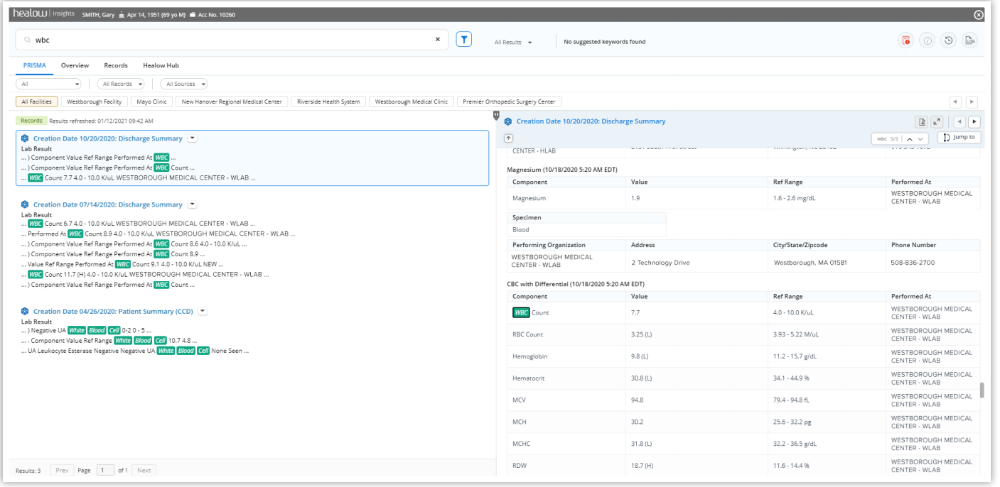 healow | Insights SMITH, Gary Apr 14, 1951 (69 yo M) Acc No. 10260
wbc × All Results No suggested keywords found
LOG
PRISMA Overview Records Healow Hub
All All Records All Sources
All Facilities Westborough Facility Mayo Clinic New Hanover Regional Medical Center Riverside Health System Westborough Medical Clinic Premier Orthopedic Surgery Center
Records Results refreshed: 01/12/2021 09:42 AM
Creation Date 10/20/2020: Discharge Summary
Lab Result
... ) Component Value Ref Range Performed At WBC ...
... ) Component Value Ref Range Performed At WBC Count ...
... WBC Count 7.7 4.0 - 10.0 K/uL WESTBOROUGH MEDICAL CENTER - WLAB ...
Creation Date 07/14/2020: Discharge Summary
Lab Result
... WBC Count 6.7 4.0 - 10.0 K/uL WESTBOROUGH MEDICAL CENTER - WLAB ...
... Performed At WBC Count 8.9 4.0 - 10.0 K/uL WESTBOROUGH MEDICAL CENTER - WLAB ...
... ) Component Value Ref Range Performed At WBC Count 8.6 4.0 - 10.0 K/uL ...
... ) Component Value Ref Range Performed At WBC Count 8.9 ...
... Value Ref Range Performed At WBC Count 9.1 4.0 - 10.0 K/uL NEW ...
... WBC Count 11.7 (H) 4.0 - 10.0 K/uL WESTBOROUGH MEDICAL CENTER - WLAB ...
... ) Component Value Ref Range Performed At WBC Count ...
Creation Date 04/26/2020: Patient Summary (CCD)
Lab Result
... ) Negative UA White Blood Cell 0-2 0 - 5 ...
... . Component Value Ref Range White Blood Cell 10.7 4.8 ...
... UA Leukocyte Esterase Negative Negative UA White Blood Cell None Seen ...
Results: 3 Prev Page 1 of 1 Next
Creation Date 10/20/2020: Discharge Summary
wbc 3/3 Jump to
CENTER - HLAB
Magnesium (10/18/2020 5:20 AM EDT)
Component Value Ref Range Performed At
Magnesium 1.9 1.6 - 2.6 mg/dL WESTBOROUGH MEDICAL
CENTER - WLAB
Specimen
Blood
Performing Organization Address City/State/Zipcode Phone Number
WESTBOROUGH MEDICAL
CENTER - WLAB 2 Technology Drive Westborough, MA 01581 508-836-2700
CBC with Differential (10/18/2020 5:20 AM EDT)
Component Value Ref Range Performed At
WBC Count 7.7 4.0 - 10.0 K/uL WESTBOROUGH MEDICAL
CENTER - WLAB
RBC Count 3.25 (L) 3.93 - 5.22 M/uL WESTBOROUGH MEDICAL
CENTER - WLAB
Hemoglobin 9.8 (L) 11.2 - 15.7 g/dL WESTBOROUGH MEDICAL
CENTER - WLAB
Hematocrit 30.8 (L) 34.1 - 44.9 % WESTBOROUGH MEDICAL
CENTER - WLAB
MCV 94.8 79.4 - 94.8 fL WESTBOROUGH MEDICAL
CENTER - WLAB
MCH 30.2 25.6 - 32.2 pg WESTBOROUGH MEDICAL
CENTER - WLAB
MCHC 31.8 (L) 32.2 - 36.5 g/dL WESTBOROUGH MEDICAL
CENTER - WLAB
RDW 18.7 (H) 11.6 - 14.4 % WESTBOROUGH MEDICAL
CENTER - WLAB